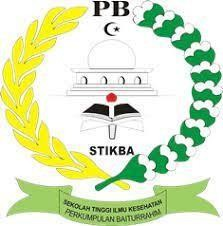 PB
STIKBA
SEKOLAH TINGGI ILMU KESEHATAN
PERKUMPULAN BAITURRAHIM